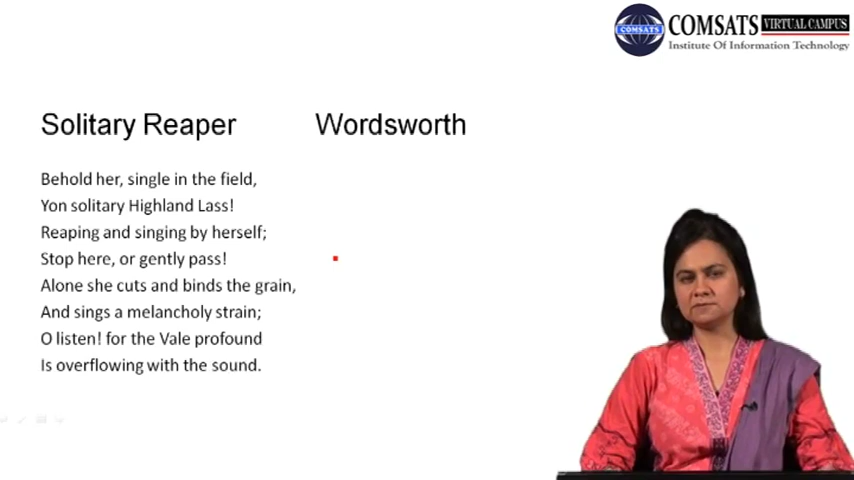 COMSATS
COMSATS VIRTUAL CAMPUS
Institute Of Information Technology
Solitary Reaper Wordsworth
Behold her, single in the field,
Yon solitary Highland Lass!
Reaping and singing by herself;
Stop here, or gently pass!
Alone she cuts and binds the grain,
And sings a melancholy strain;
O listen! for the Vale profound
Is overflowing with the sound.